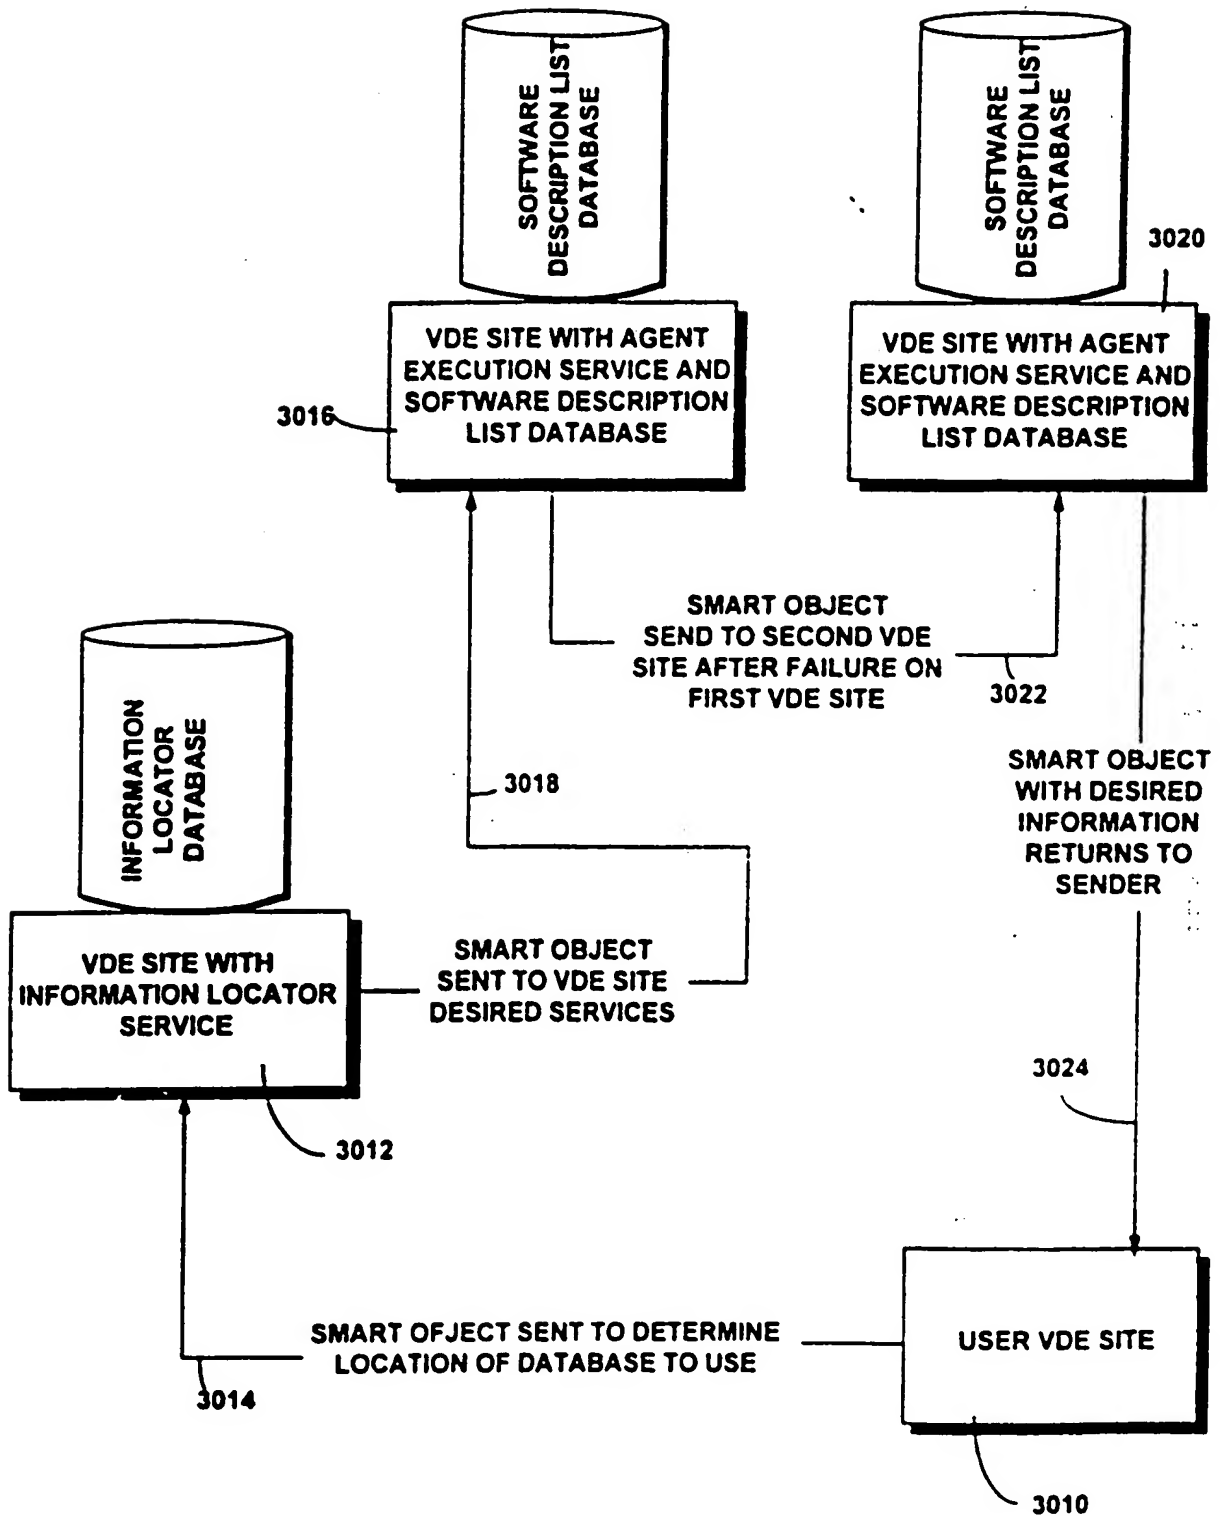 SOFTWARE
DESCRIPTION LIST
DATABASE
SOFTWARE
DESCRIPTION LIST
DATABASE
3020
VDE SITE WITH AGENT
EXECUTION SERVICE AND
SOFTWARE DESCRIPTION
LIST DATABASE
3016
VDE SITE WITH AGENT
EXECUTION SERVICE AND
SOFTWARE DESCRIPTION
LIST DATABASE
SMART OBJECT
SEND TO SECOND VDE
SITE AFTER FAILURE ON
FIRST VDE SITE
3022
INFORMATION
LOCATOR
DATABASE
3018
SMART OBJECT
WITH DESIRED
INFORMATION
RETURNS TO
SENDER
VDE SITE WITH
INFORMATION LOCATOR
SERVICE
SMART OBJECT
SENT TO VDE SITE
DESIRED SERVICES
3024
3012
SMART OFJECT SENT TO DETERMINE
LOCATION OF DATABASE TO USE
USER VDE SITE
3014
3010